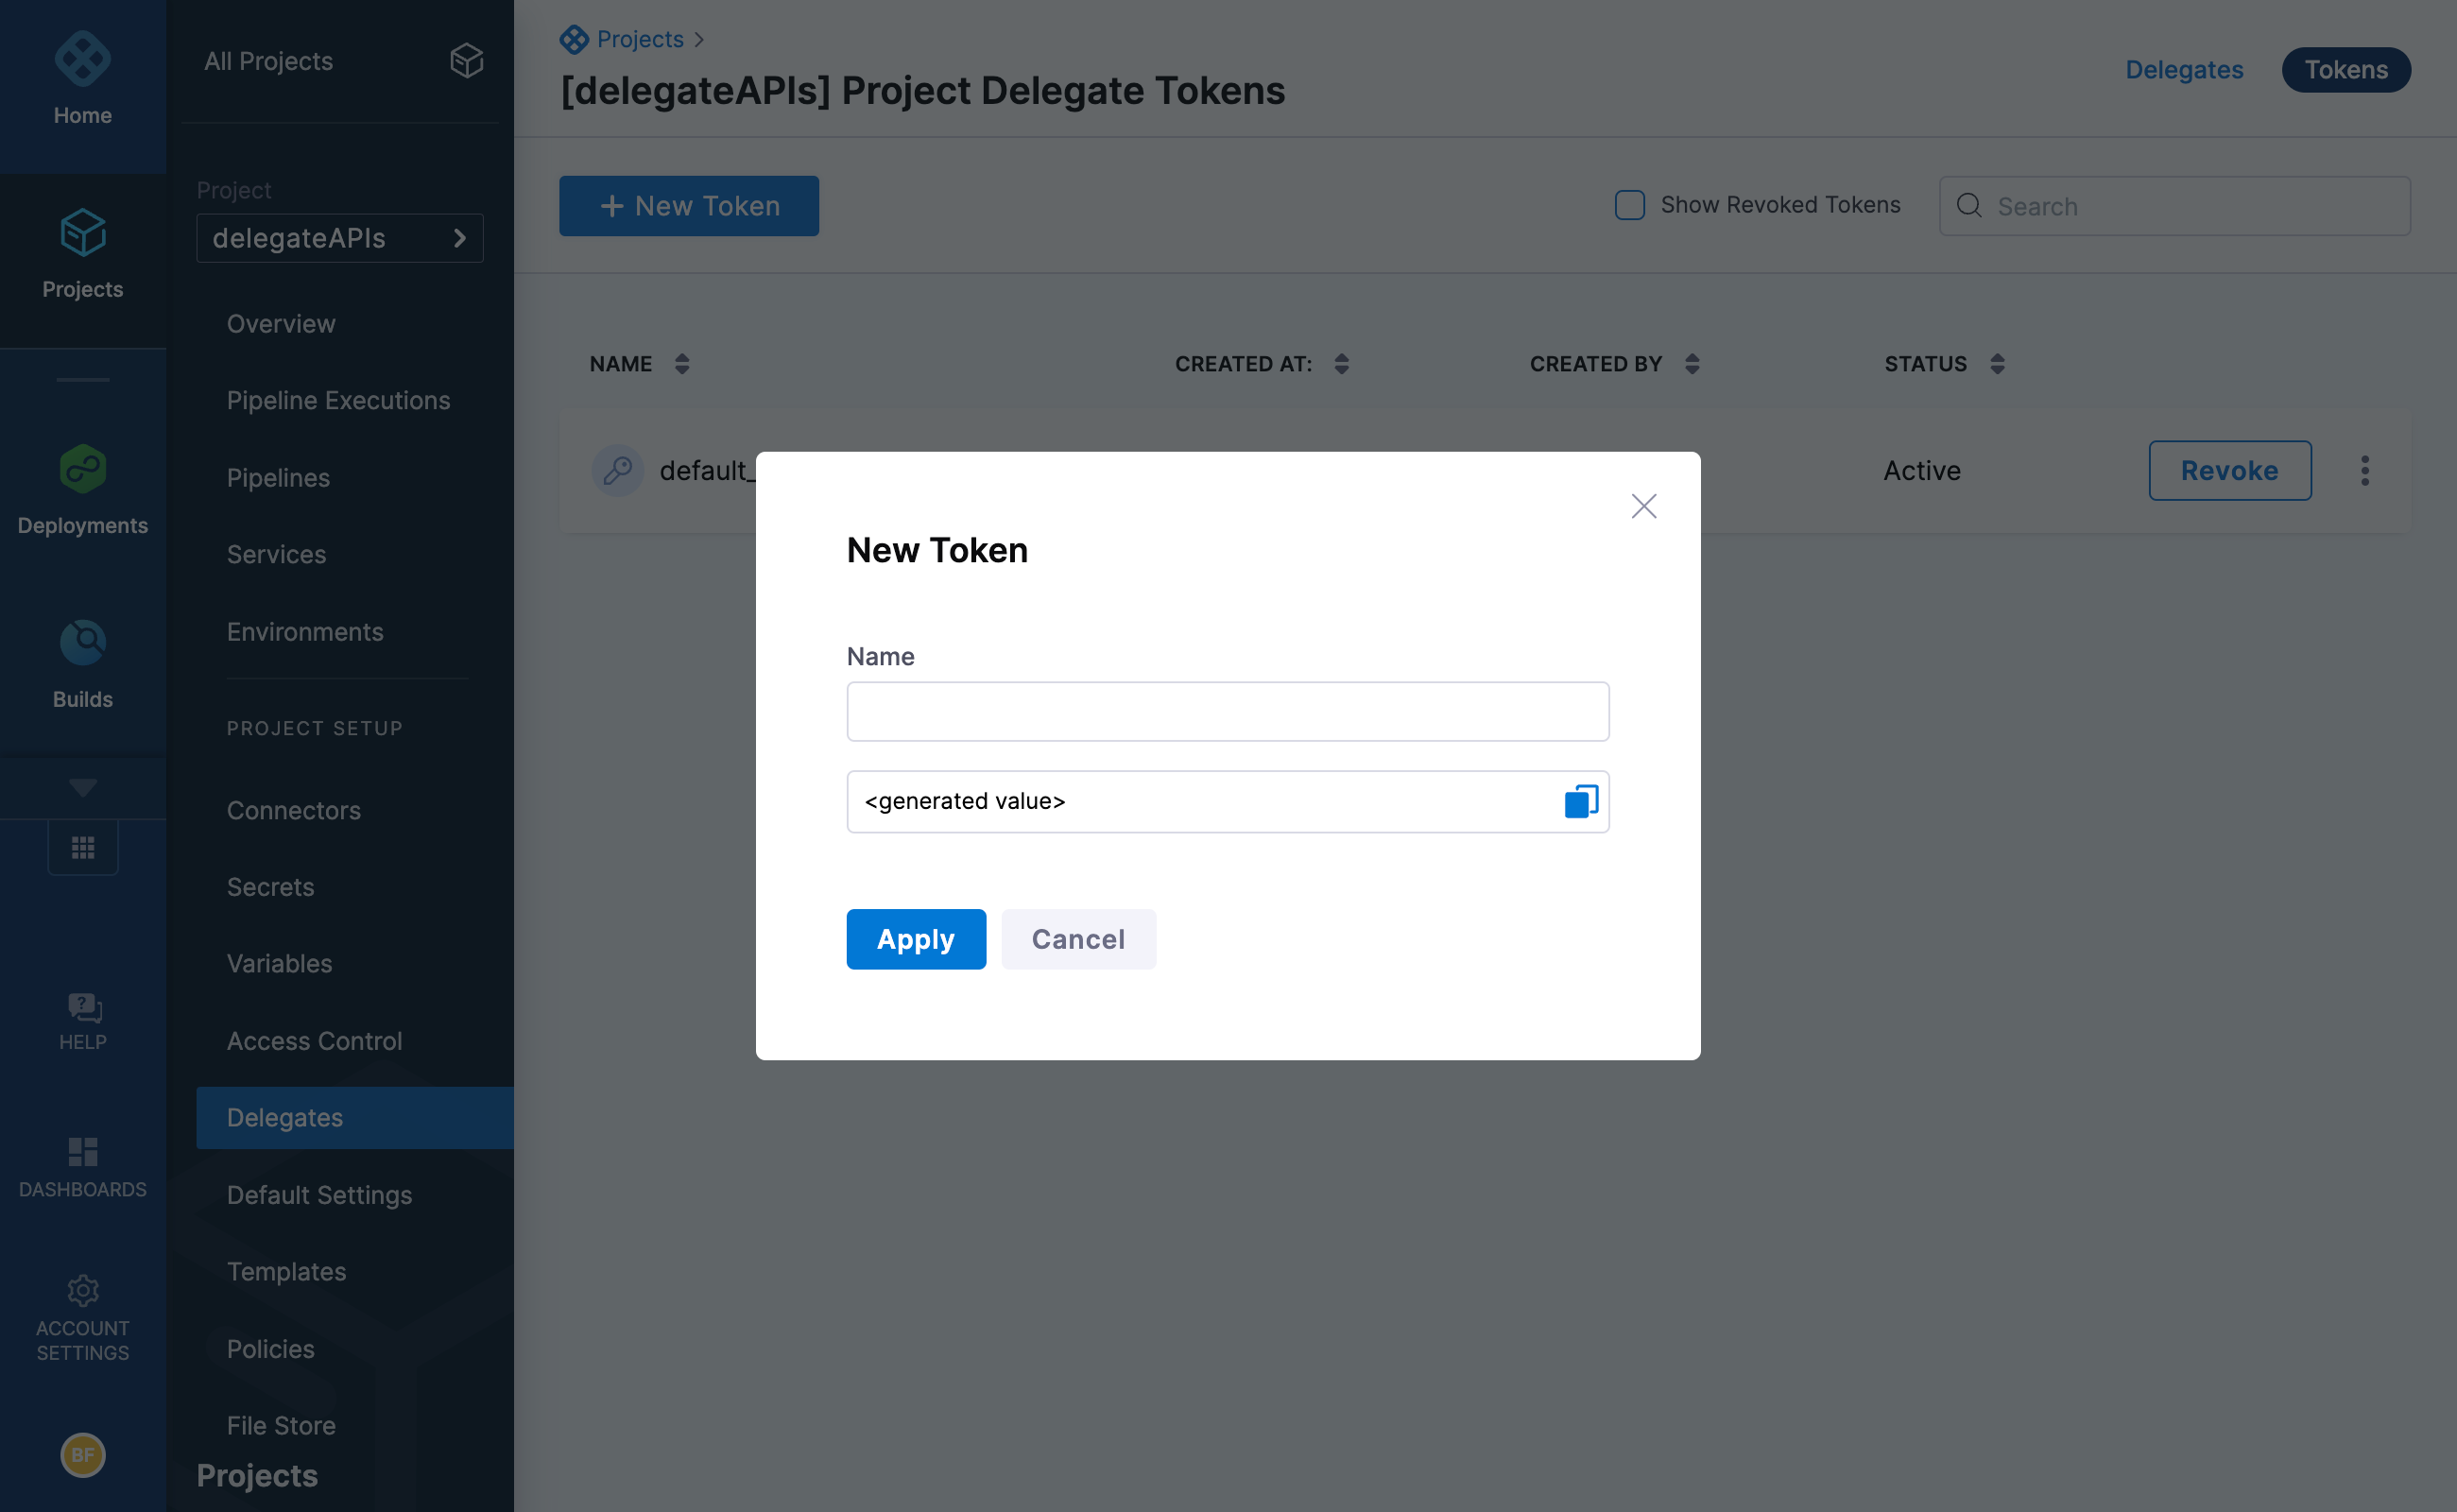 Home
Projects
Deployments
Builds
HELP
DASHBOARDS
ACCOUNT
SETTINGS
BF
All Projects
Project
delegateAPIs
Overview
Pipeline Executions
Pipelines
Services
Environments
PROJECT SETUP
Connectors
Secrets
Variables
Access Control
Delegates
Default Settings
Templates
Policies
File Store
Projects
Projects
[delegateAPIs] Project Delegate Tokens
Delegates
Tokens
+ New Token
Show Revoked Tokens
Search
NAME
CREATED AT:
CREATED BY
STATUS
default_
Active
Revoke
New Token
Name
<generated value>
Apply
Cancel